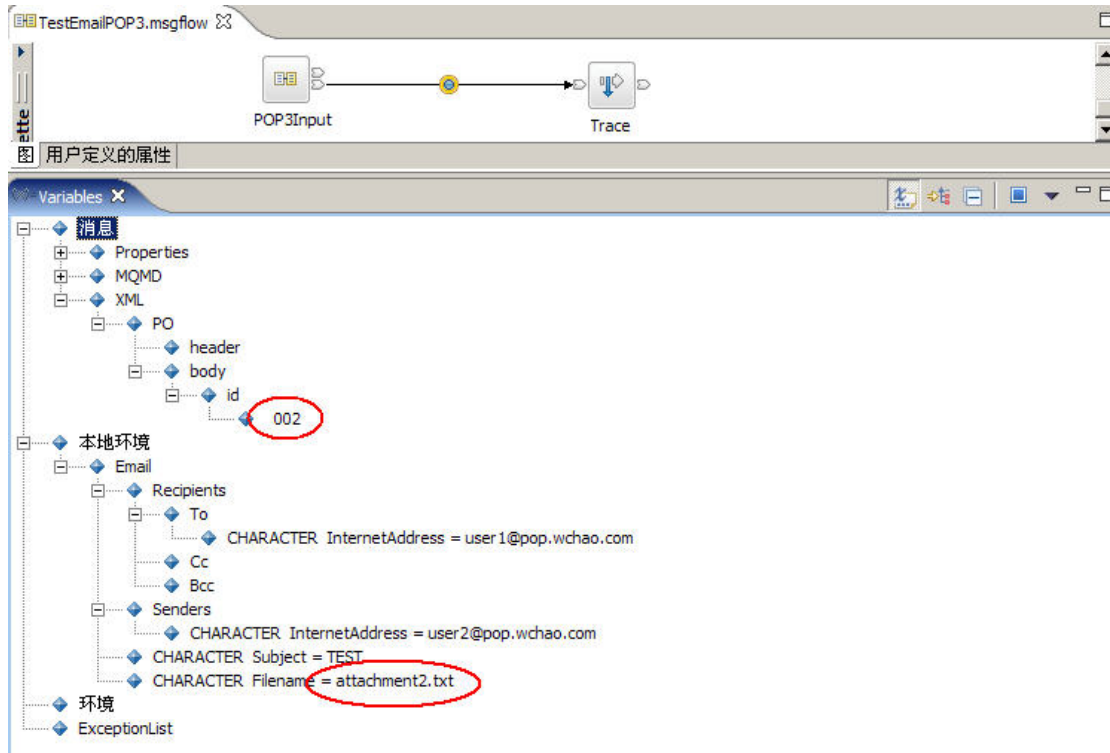 TestEmailPOP3.msgflow
ette
POP3Input
Trace
图 用户定义的属性
Variables
消息
Properties
MQMD
XML
PO
header
body
id
002
本地环境
Email
Recipients
To
CHARACTER InternetAddress = user1@pop.wchao.com
Cc
Bcc
Senders
CHARACTER InternetAddress = user2@pop.wchao.com
CHARACTER Subject = TEST
CHARACTER Filename = attachment2.txt
环境
ExceptionList